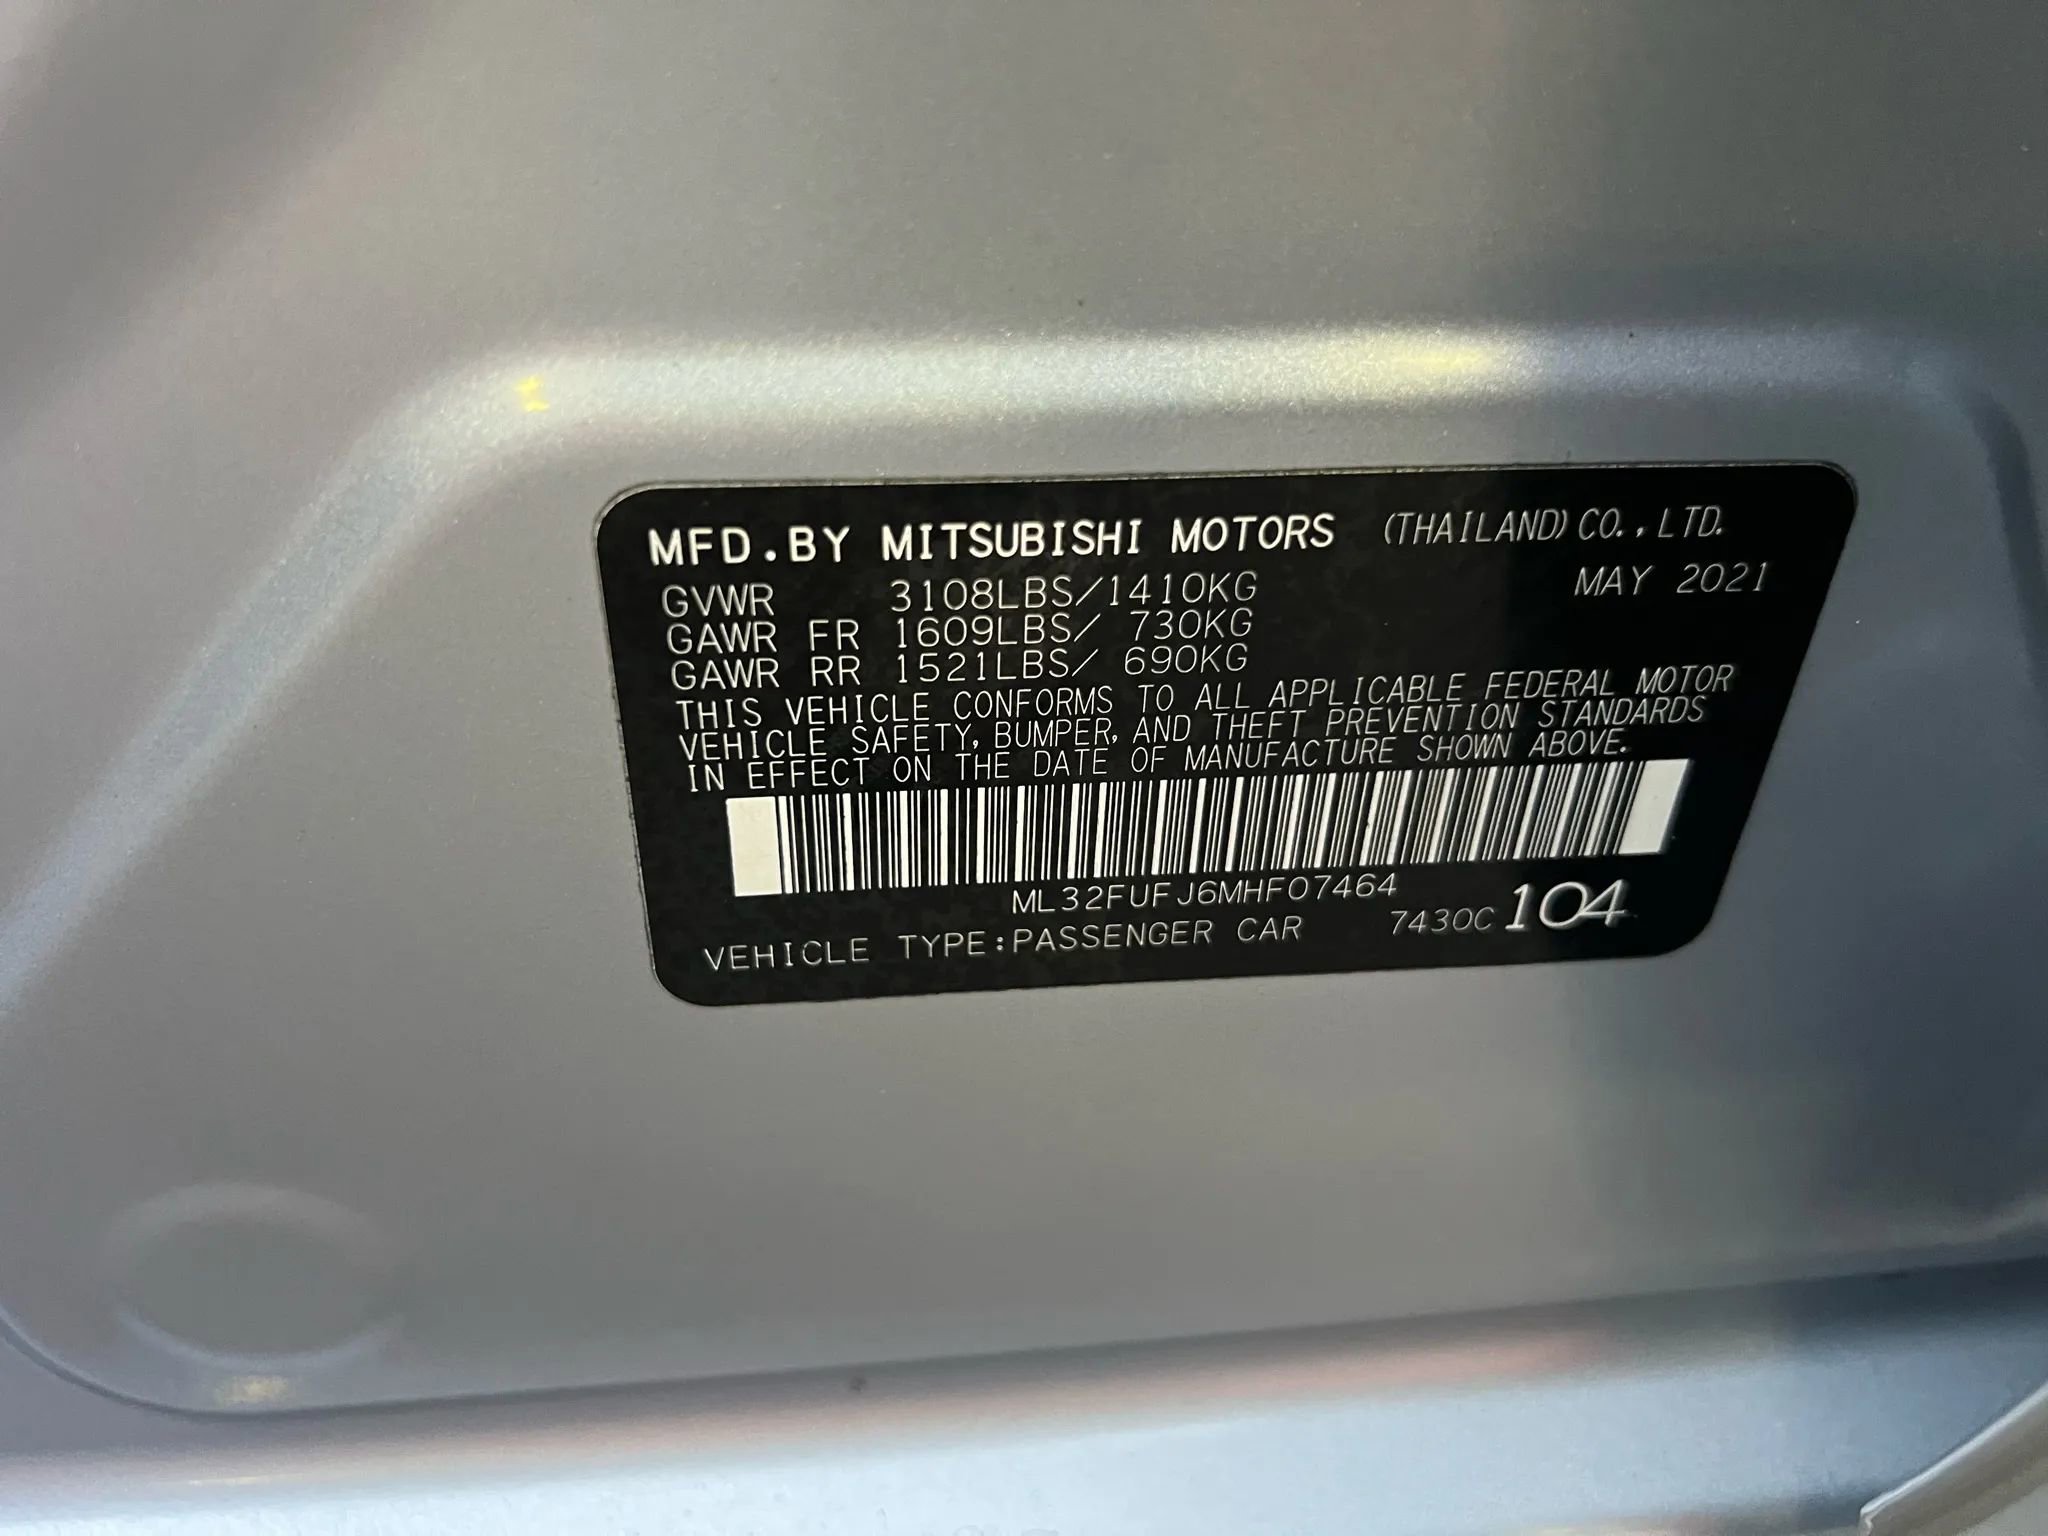 MFD.BY MITSUBISHI MOTORS (THAILAND)CO.,LTD.
MAY 2021
GVWR 3108LBS/1410KG
GAWR FR 1609LBS/ 730KG
GAWR RR 1521LBS/ 690KG
THIS VEHICLE CONFORMS TO ALL APPLICABLE FEDERAL MOTOR
VEHICLE SAFETY, BUMPER, AND THEFT PREVENTION STANDARDS
IN EFFECT ON THE DATE OF MANUFACTURE SHOWN ABOVE.
ML32FUFJ6MHF07464
VEHICLE TYPE:PASSENGER CAR 7430C 104